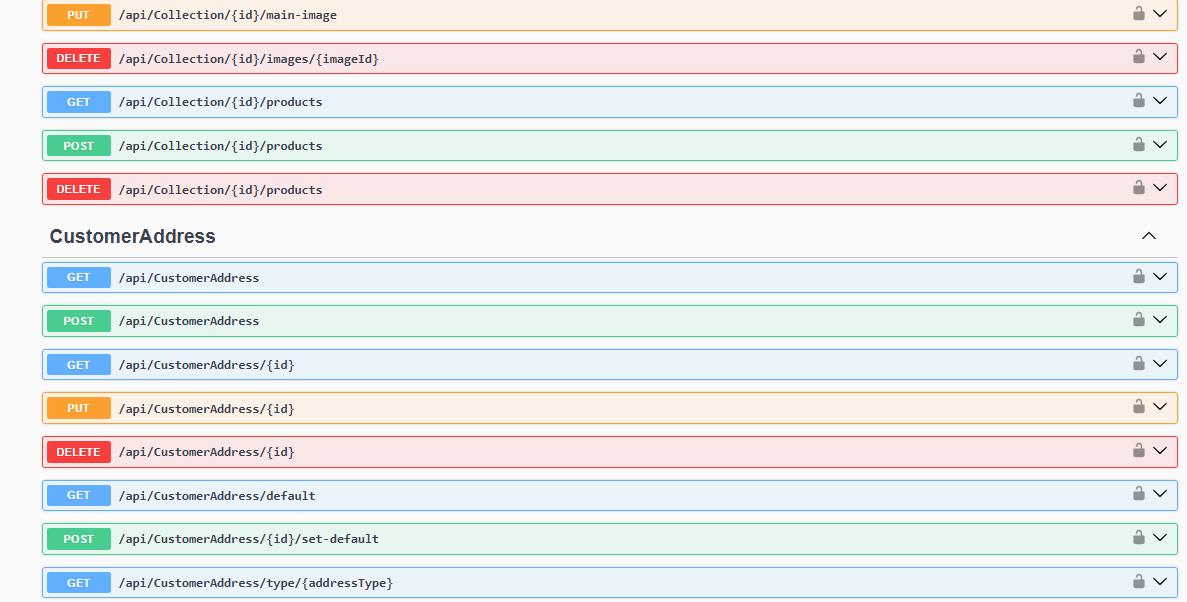 PUT /api/Collection/{id}/main-image
DELETE /api/Collection/{id}/images/{imageId}
GET /api/Collection/{id}/products
POST /api/Collection/{id}/products
DELETE /api/Collection/{id}/products
CustomerAddress
GET /api/CustomerAddress
POST /api/CustomerAddress
GET /api/CustomerAddress/{id}
PUT /api/CustomerAddress/{id}
DELETE /api/CustomerAddress/{id}
GET /api/CustomerAddress/default
POST /api/CustomerAddress/{id}/set-default
GET /api/CustomerAddress/type/{addressType}